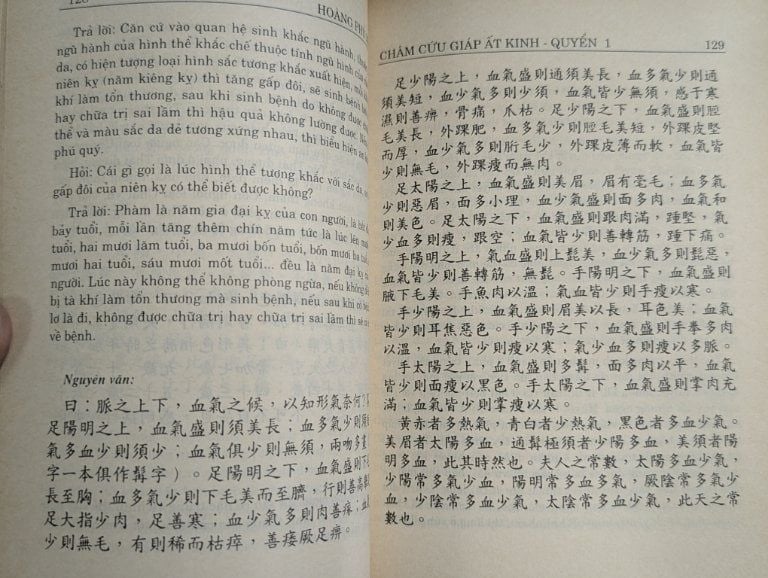 128
HOÀNG PHỦ
Trả lời: Căn cứ vào quan hệ sinh khắc ngũ hành,
ngũ hành của hình thể khắc chế thuộc tính ngũ hành của
da, có hiện tượng loại hình sắc tương khắc xuất hiện,
niên kỵ (năm kiêng kỵ) thì tăng gấp đôi, sẽ sinh bệnh
khí làm tổn thương, sau khi sinh bệnh do không được
hay chữa trị sai lầm thì hậu quả không lường được. Nếu
thể và màu sắc da dẻ tương xứng nhau, thì biểu hiện
phú quý.
Hỏi: Cái gì gọi là lúc hình thể tương khắc với sắc da,
gấp đôi của niên kỵ có thể biết được không?
Trả lời: Phàm là năm gia đại kỵ của con người, là
bảy tuổi, mỗi lần tăng thêm chín năm tức là lúc lên
tuổi, hai mươi lăm tuổi, ba mươi bốn tuổi, bốn mươi ba
mươi hai tuổi, sáu mươi mốt tuổi... đều là năm đại kỵ
người. Lúc này không thể không phòng ngừa, nếu không
bị tà khí làm tổn thương mà sinh bệnh, nếu sau khi có
lơ là đi, không được chữa trị hay chữa trị sai lầm thì sẽ
về bệnh.
Nguyên văn:
曰：脈之上下，血氣之候，以知形氣奈何？
足陽明之上，血氣盛則須美長；血多氣少則須
氣多血少則須少；血氣俱少則無須，兩吻多畫
字一本俱作髯字）。足陽明之下，血氣盛則下
長至胸；血多氣少則下毛美而至臍，行則善高
足大指少肉，足善寒；血少氣多則肉善瘃；血
少則無毛，有則稀而枯瘁，善痿厥足痹。
CHÂM CỨU GIÁP ẤT KINH - QUYỂN 1
129
足少陽之上，血氣盛則通須美長，血多氣少則通
須美短，血少氣多則少須，血氣皆少無須，感于寒
濕則善痹，骨痛，爪枯。足少陽之下，血氣盛則脛
毛美長，外踝肥，血多氣少則脛毛美短，外踝皮堅
而厚，血少氣多則胻毛少，外踝皮薄而軟，血氣皆
少則無毛，外踝瘦而無肉。
足太陽之上，血氣盛則美眉，眉有毫毛；血多氣
少則惡眉，面多小理，血少氣盛則面多肉，血氣和
則美色。足太陽之下，血氣盛則跟肉滿，踵堅，氣
少血多則瘦，跟空；血氣皆少則善轉筋，踵下痛。
手陽明之上，氣血盛則上髭美，血少氣多則髭惡，
血氣皆少則善轉筋，無髭。手陽明之下，血氣盛則
腋下毛美。手魚肉以溫；氣血皆少則手瘦以寒。
手少陽之上，血氣盛則眉美以長，耳色美；血氣
皆少則耳焦惡色。手少陽之下，血氣盛則手拳多肉
以溫，血氣皆少則瘦以寒；氣少血多則瘦以多脈。
手太陽之上，血氣盛則多髯，面多肉以平，血氣
皆少則面瘦以黑色。手太陽之下，血氣盛則掌肉充
滿；血氣皆少則掌瘦以寒。
黃赤者多熱氣，青白者少熱氣，黑色者多血少氣。
美眉者太陽多血，通髯極須者少陽多血，美須者陽
明多血，此其時然也。夫人之常數，太陽多血少氣，
少陽常多氣少血，陽明常多血多氣，厥陰常多氣少
血，少陰常多血少氣，太陰常多血少氣，此天之常
數也。